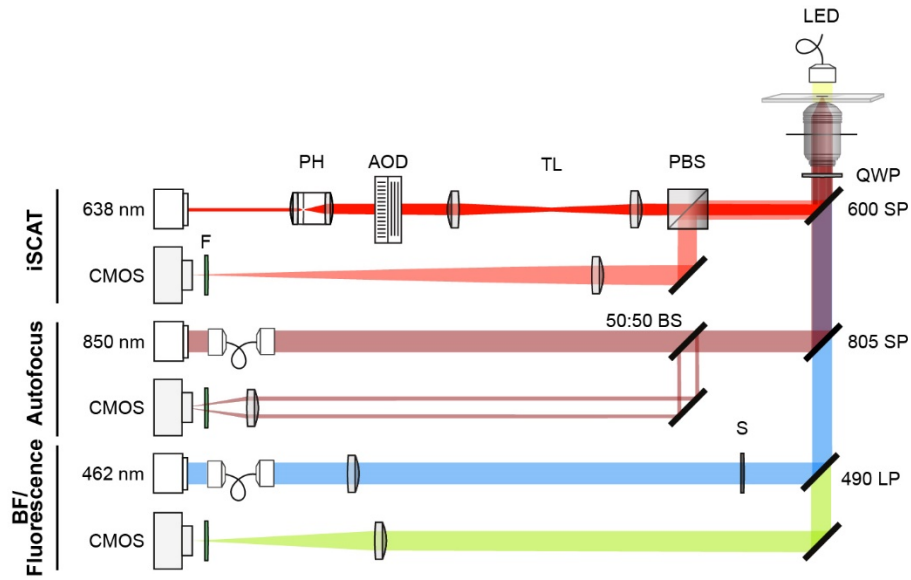 LED
PH
AOD
TL
PBS
QWP
iSCAT
638 nm
600 SP
F
CMOS
50:50 BS
Autofocus
850 nm
805 SP
CMOS
S
BF/
Fluorescence
462 nm
490 LP
CMOS